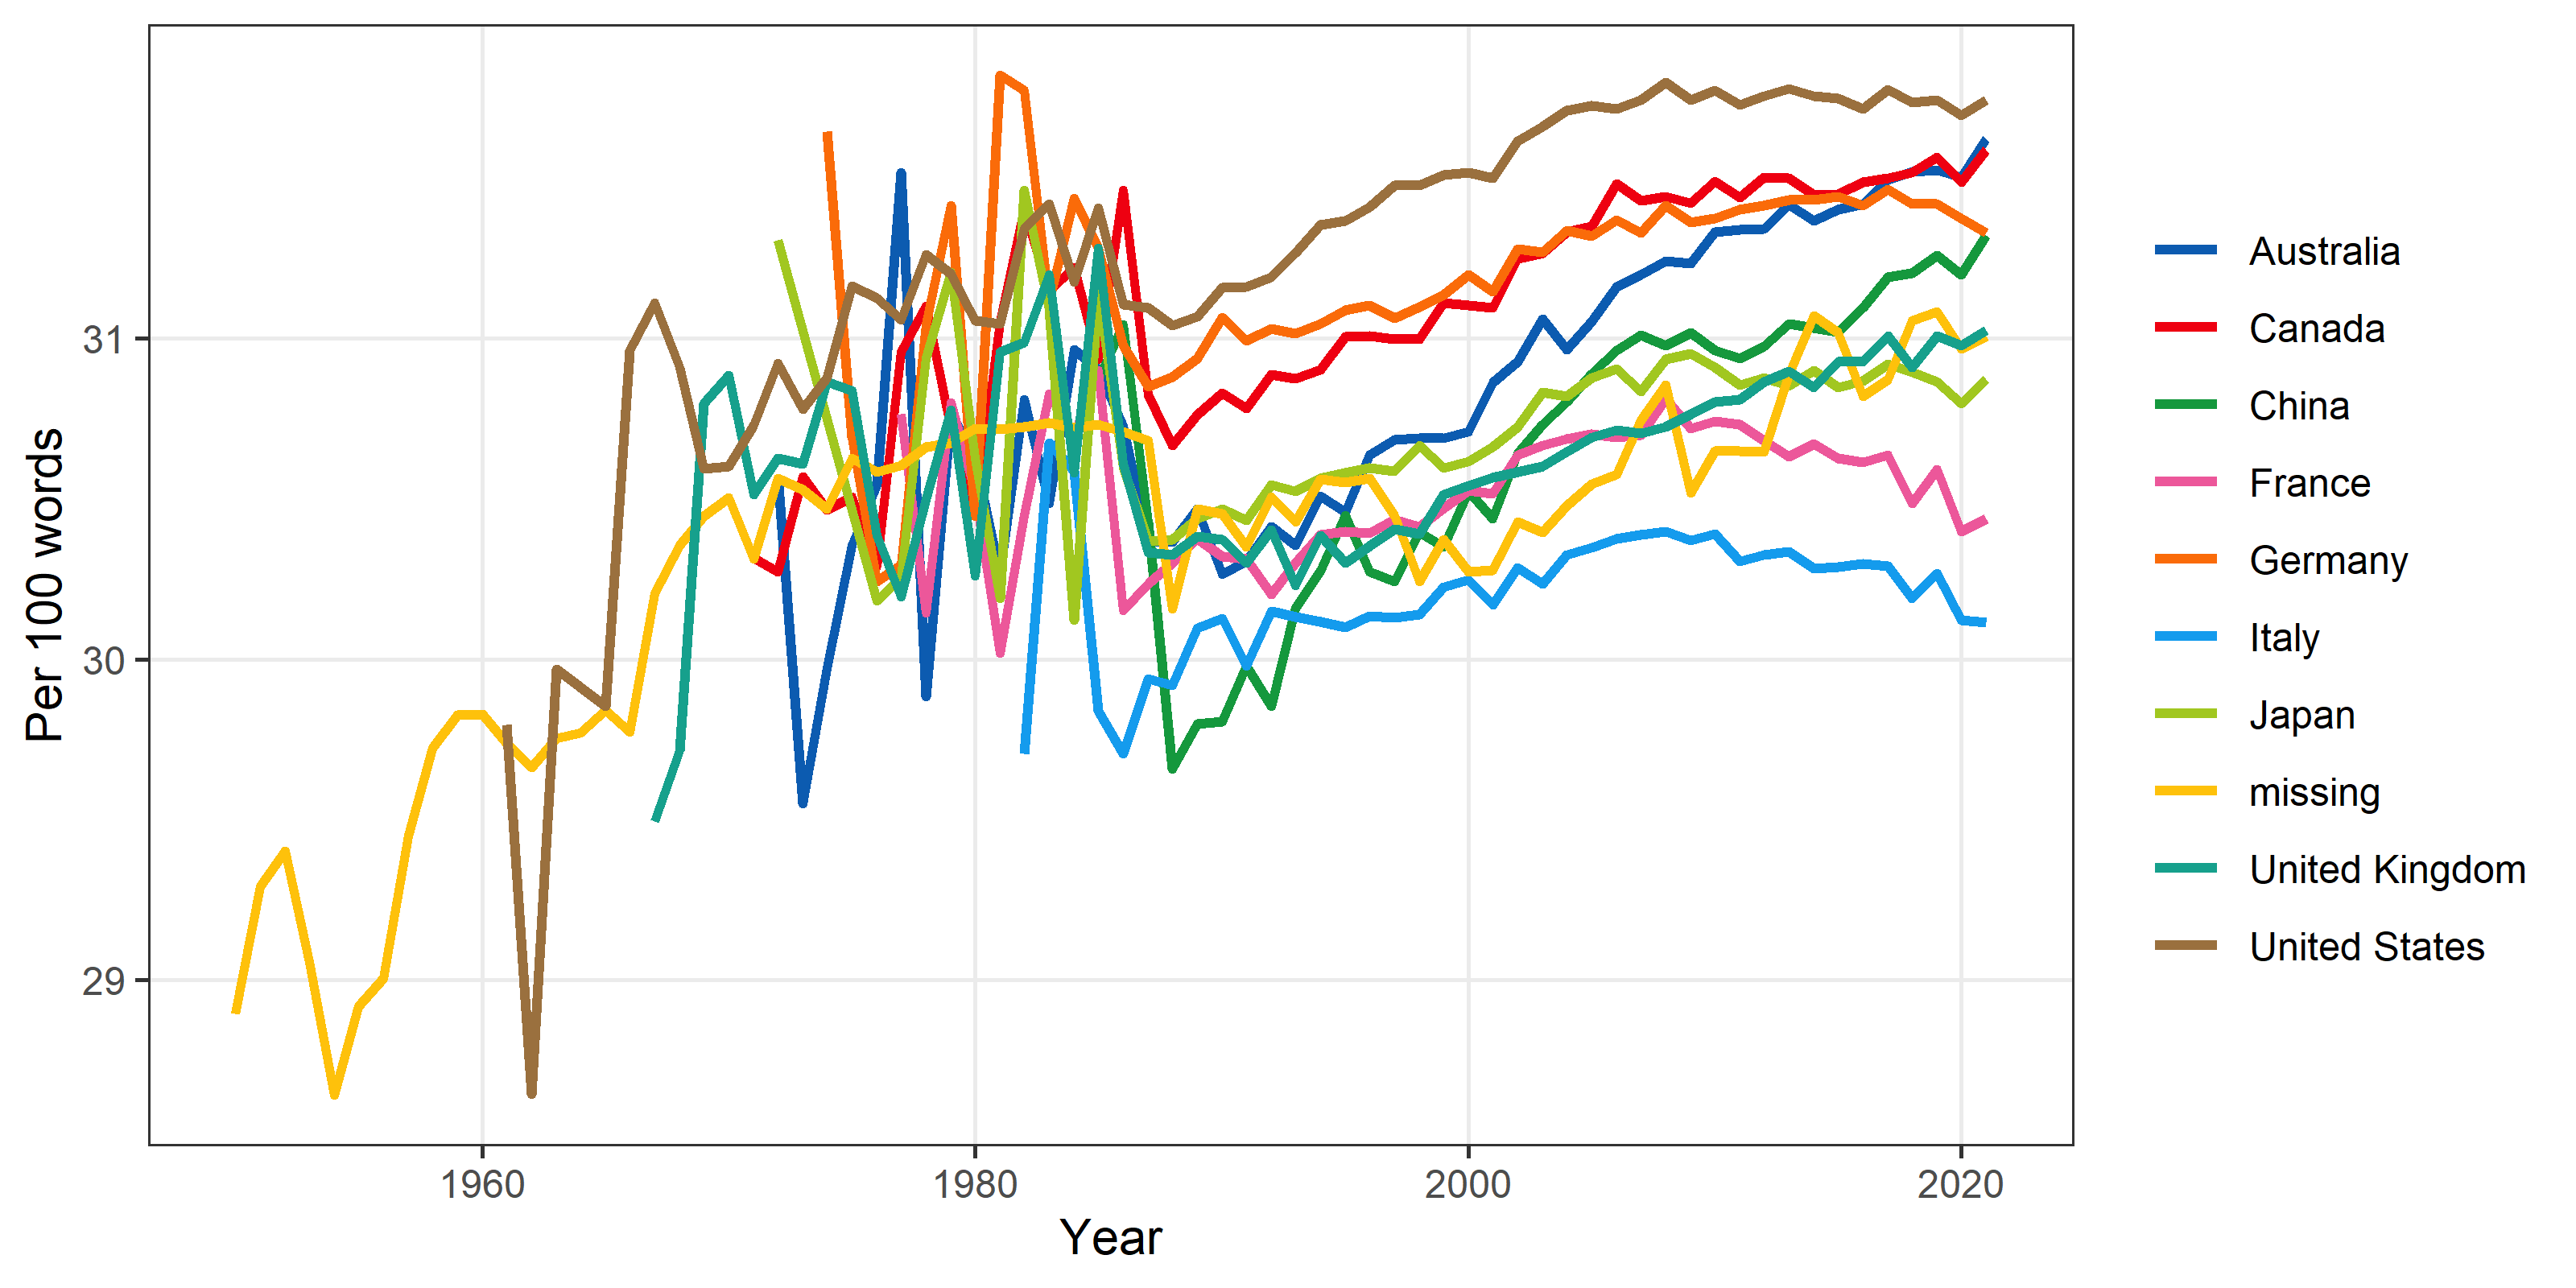 Per 100 words
31
30
29
1960
1980
2000
2020
Year
Australia
Canada
China
France
Germany
Italy
Japan
missing
United Kingdom
United States